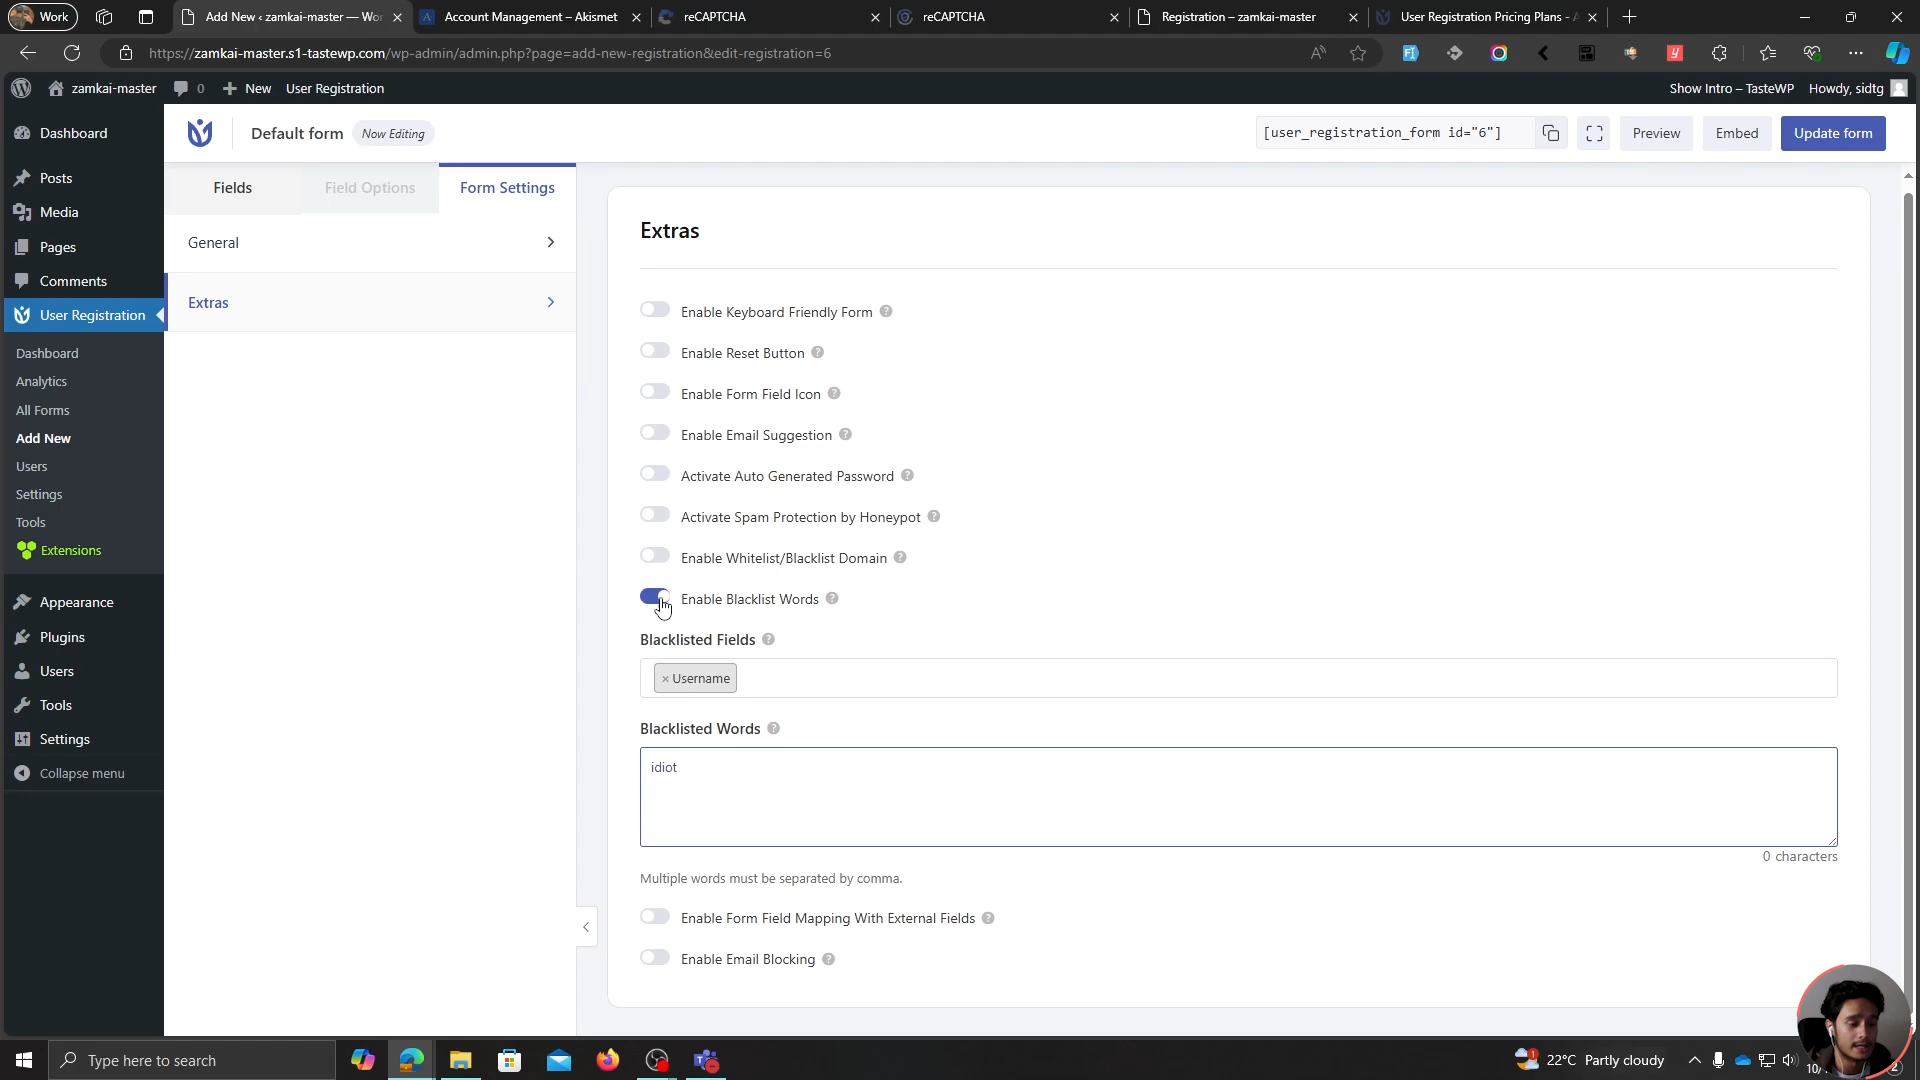 Work
Add New ‹ zamkai-master — Wor
Account Management – Akismet
reCAPTCHA
reCAPTCHA
Registration – zamkai-master
User Registration Pricing Plans - A
https://zamkai-master.s1-tastewp.com/wp-admin/admin.php?page=add-new-registration&edit-registration=6
zamkai-master
0
New
User Registration
Show Intro – TasteWP
Howdy, sidtg
Dashboard
Posts
Media
Pages
Comments
User Registration
Dashboard
Analytics
All Forms
Add New
Users
Settings
Tools
Extensions
Appearance
Plugins
Users
Tools
Settings
Collapse menu
Default form
Now Editing
[user_registration_form id="6"]
Preview
Embed
Update form
Fields
Field Options
Form Settings
General
Extras
Extras
Enable Keyboard Friendly Form
Enable Reset Button
Enable Form Field Icon
Enable Email Suggestion
Activate Auto Generated Password
Activate Spam Protection by Honeypot
Enable Whitelist/Blacklist Domain
Enable Blacklist Words
Blacklisted Fields
× Username
Blacklisted Words
idiot
0 characters
Multiple words must be separated by comma.
Enable Form Field Mapping With External Fields
Enable Email Blocking
Type here to search
22°C Partly cloudy
10/
2